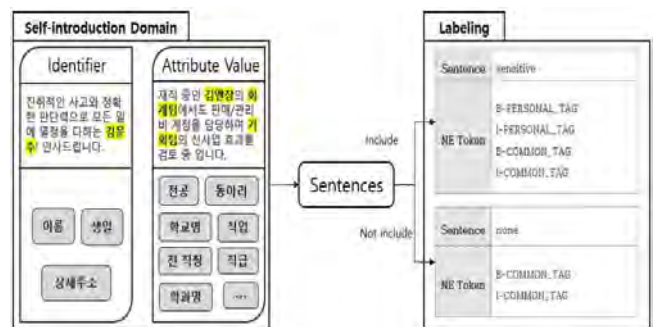 Self-introduction Domain
Identifier
진취적인 사고와 정확
한 판단력으로 모든 일
에 열정을 다하는 김문
주! 인사드립니다.
이름
생일
상세주소
Attribute Value
재직 중인 김앤장의 회
계팀에서도 판매/관리
비 계정을 담당하며 기
획팀의 신사업 효과를
검토 중 입니다.
전공
동아리
학교명
직업
전 직장
직급
학과명
....
Sentences
Include
Not include
Labeling
Sentence
sensitive
NE Token
B-PERSONAL_TAG
I-PERSONAL_TAG
B-COMMON_TAG
I-COMMON_TAG
Sentence
none
NE Token
B-COMMON_TAG
I-COMMON_TAG